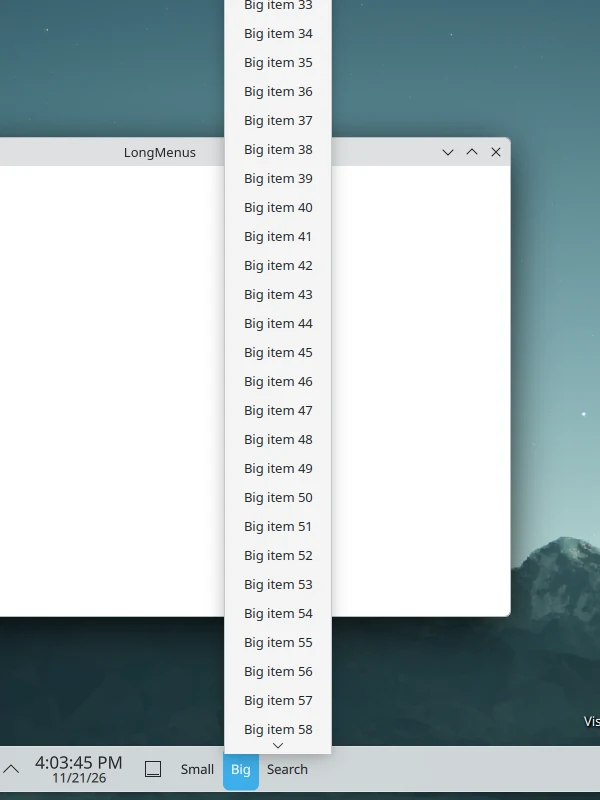 Big item 33
Big item 34
Big item 35
Big item 36
Big item 37
LongMenus
Big item 38
Big item 39
Big item 40
Big item 41
Big item 42
Big item 43
Big item 44
Big item 45
Big item 46
Big item 47
Big item 48
Big item 49
Big item 50
Big item 51
Big item 52
Big item 53
Big item 54
Big item 55
Big item 56
Big item 57
Vis
Big item 58
4:03:45 PM
11/21/26
Small Big Search